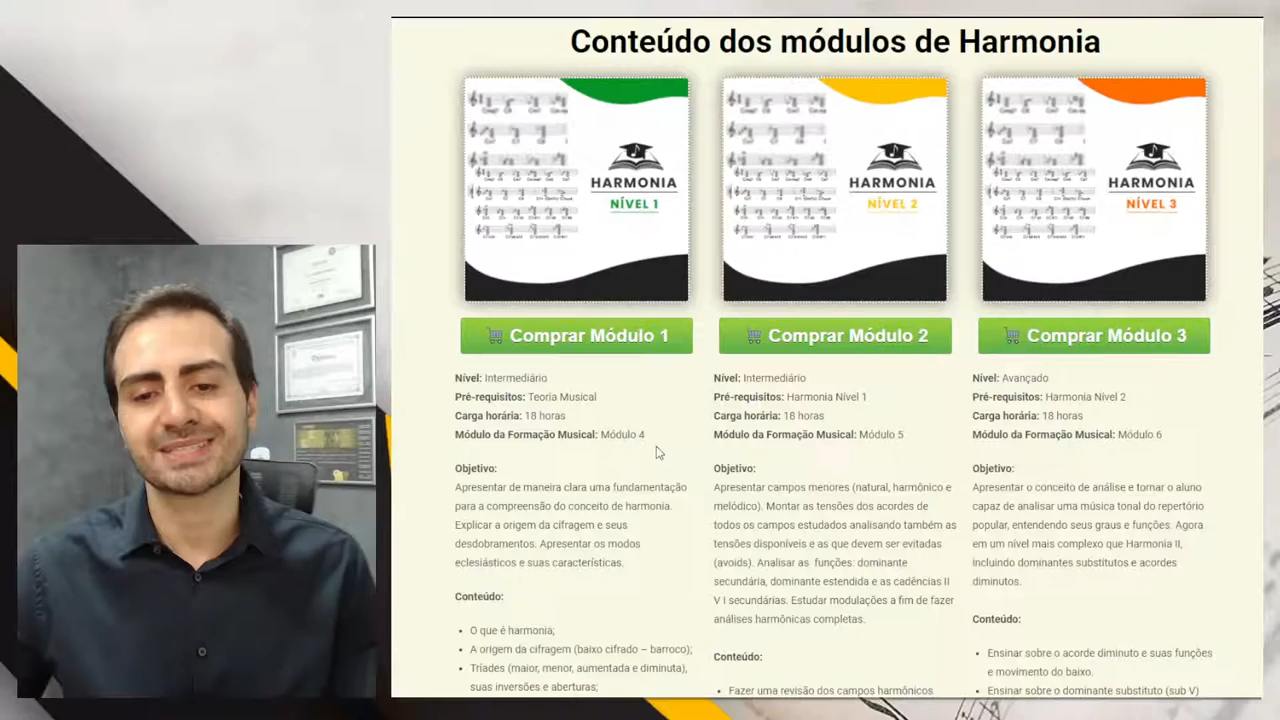 Conteúdo dos módulos de Harmonia
HARMONIA
NÍVEL 1
HARMONIA
NÍVEL 2
HARMONIA
NÍVEL 3
Comprar Módulo 1
Comprar Módulo 2
Comprar Módulo 3
Nível: Intermediário
Pré-requisitos: Teoria Musical
Carga horária: 18 horas
Módulo da Formação Musical: Módulo 4
Objetivo:
Apresentar de maneira clara uma fundamentação
para a compreensão do conceito de harmonia.
Explicar a origem da cifragem e seus
desdobramentos. Apresentar os modos
eclesiásticos e suas características.
Conteúdo:
• O que é harmonia;
• A origem da cifragem (baixo cifrado – barroco);
• Tríades (maior, menor, aumentada e diminuta),
suas inversões e aberturas;
Nível: Intermediário
Pré-requisitos: Harmonia Nível 1
Carga horária: 18 horas
Módulo da Formação Musical: Módulo 5
Objetivo:
Apresentar campos menores (natural, harmônico e
melódico). Montar as tensões dos acordes de
todos os campos estudados analisando também as
tensões disponíveis e as que devem ser evitadas
(avoids). Analisar as funções: dominante
secundária, dominante estendida e as cadências II
V I secundárias. Estudar modulações a fim de fazer
análises harmônicas completas.
Conteúdo:
• Fazer uma revisão dos campos harmônicos
Nível: Avançado
Pré-requisitos: Harmonia Nível 2
Carga horária: 18 horas
Módulo da Formação Musical: Módulo 6
Objetivo:
Apresentar o conceito de análise e tornar o aluno
capaz de analisar uma música tonal do repertório
popular, entendendo seus graus e funções. Agora
em um nível mais complexo que Harmonia II,
incluindo dominantes substitutos e acordes
diminutos.
Conteúdo:
• Ensinar sobre o acorde diminuto e suas funções
e movimento do baixo.
• Ensinar sobre o dominante substituto (sub V)